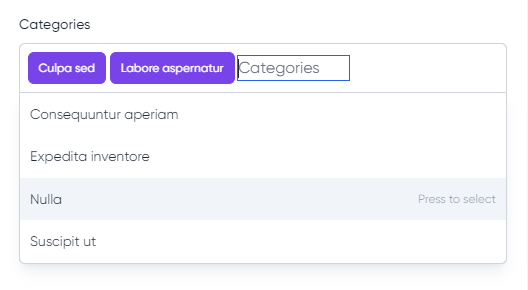 Categories
Culpa sed Labore aspernatur Categories
Consequuntur aperiam
Expedita inventore
Nulla Press to select
Suscipit ut